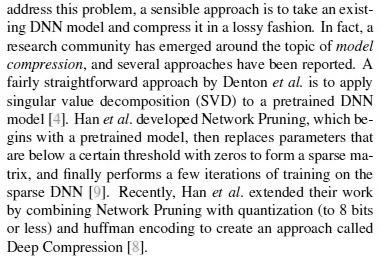 address this problem, a sensible approach is to take an exist-
ing DNN model and compress it in a lossy fashion. In fact, a
research community has emerged around the topic of model
compression, and several approaches have been reported. A
fairly straightforward approach by Denton et al. is to apply
singular value decomposition (SVD) to a pretrained DNN
model [4]. Han et al. developed Network Pruning, which be-
gins with a pretrained model, then replaces parameters that
are below a certain threshold with zeros to form a sparse ma-
trix, and finally performs a few iterations of training on the
sparse DNN [9]. Recently, Han et al. extended their work
by combining Network Pruning with quantization (to 8 bits
or less) and huffman encoding to create an approach called
Deep Compression [8].